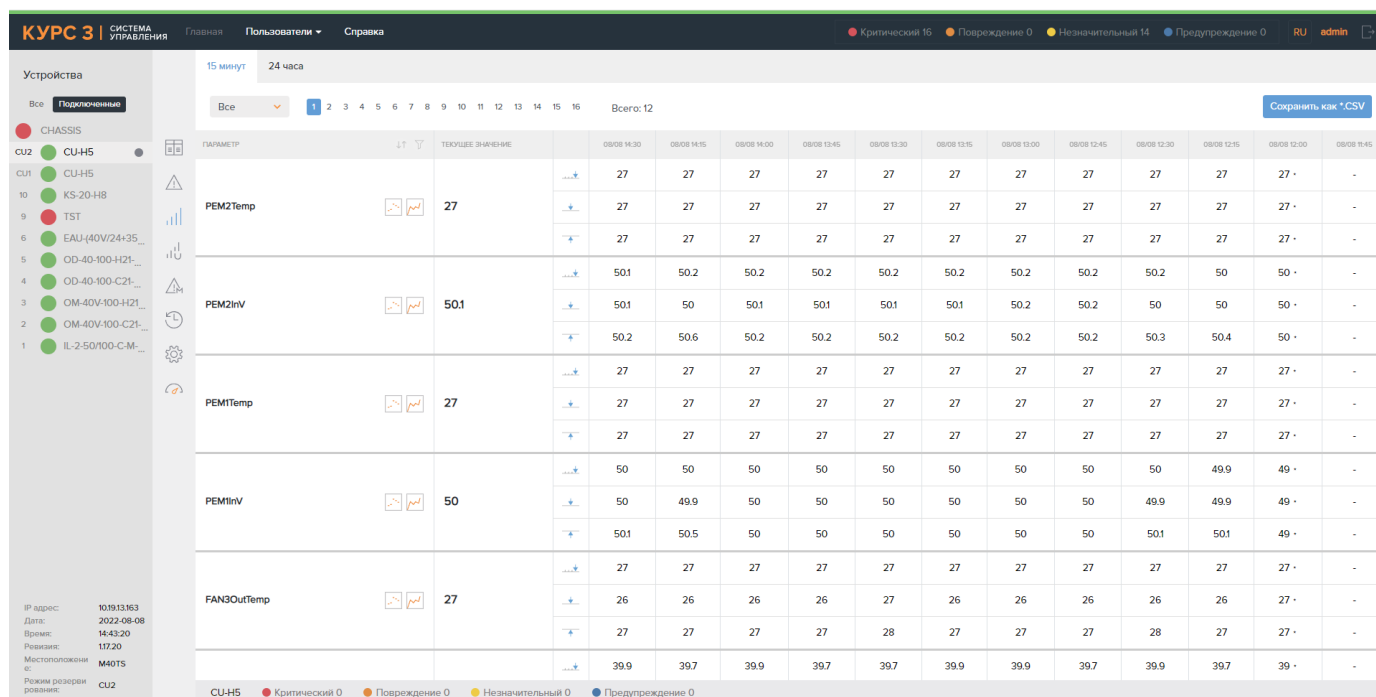 КУРС 3 | СИСТЕМА УПРАВЛЕНИЯ Главная Пользователи Справка Критический 16 Повреждение 0 Незначительный 14 Предупреждение 0 RU admin
Устройства
Все Подключенные
CHASSIS
CU2 CU-H5
CU1 CU-H5
10 KS-20-H8
9 TST
6 EAU-(40V/24+35...
5 OD-40-100-H21-...
4 OD-40-100-C21-...
3 OM-40V-100-H21...
2 OM-40V-100-C21-...
1 IL-2-50/100-C-M-...
IP адрес: 10.19.13.163
Дата: 2022-08-08
Время: 14:43:20
Ревизия: 1.17.20
Местоположени
е: M40TS
Режим резерви
рования: CU2
15 минут 24 часа
Все 1 2 3 4 5 6 7 8 9 10 11 12 13 14 15 16 Всего: 12 Сохранить как *.CSV
ПАРАМЕТР ТЕКУЩЕЕ ЗНАЧЕНИЕ 08/08 14:30 08/08 14:15 08/08 14:00 08/08 13:45 08/08 13:30 08/08 13:15 08/08 13:00 08/08 12:45 08/08 12:30 08/08 12:15 08/08 12:00 08/08 11:45
27 27 27 27 27 27 27 27 27 27 27 • -
PEM2Temp 27 27 27 27 27 27 27 27 27 27 27 27 • -
27 27 27 27 27 27 27 27 27 27 27 • -
50.1 50.2 50.2 50.2 50.2 50.2 50.2 50.2 50.2 50 50 • -
PEM2InV 50.1 50.1 50 50.1 50.1 50.1 50.1 50.2 50.2 50 50 50 • -
50.2 50.6 50.2 50.2 50.2 50.2 50.2 50.2 50.3 50.4 50 • -
27 27 27 27 27 27 27 27 27 27 27 • -
PEM1Temp 27 27 27 27 27 27 27 27 27 27 27 27 • -
27 27 27 27 27 27 27 27 27 27 27 • -
50 50 50 50 50 50 50 50 50 49.9 49 • -
PEM1InV 50 50 49.9 50 50 50 50 50 50 49.9 49.9 49 • -
50.1 50.5 50 50 50 50 50 50 50.1 50.1 49 • -
27 27 27 27 27 27 27 27 27 27 27 • -
FAN3OutTemp 27 26 26 26 26 27 26 26 26 26 26 27 • -
27 27 27 27 28 27 27 27 28 27 27 • -
39.9 39.7 39.9 39.7 39.7 39.9 39.9 39.7 39.9 39.7 39 • -
CU-H5 Критический 0 Повреждение 0 Незначительный 0 Предупреждение 0